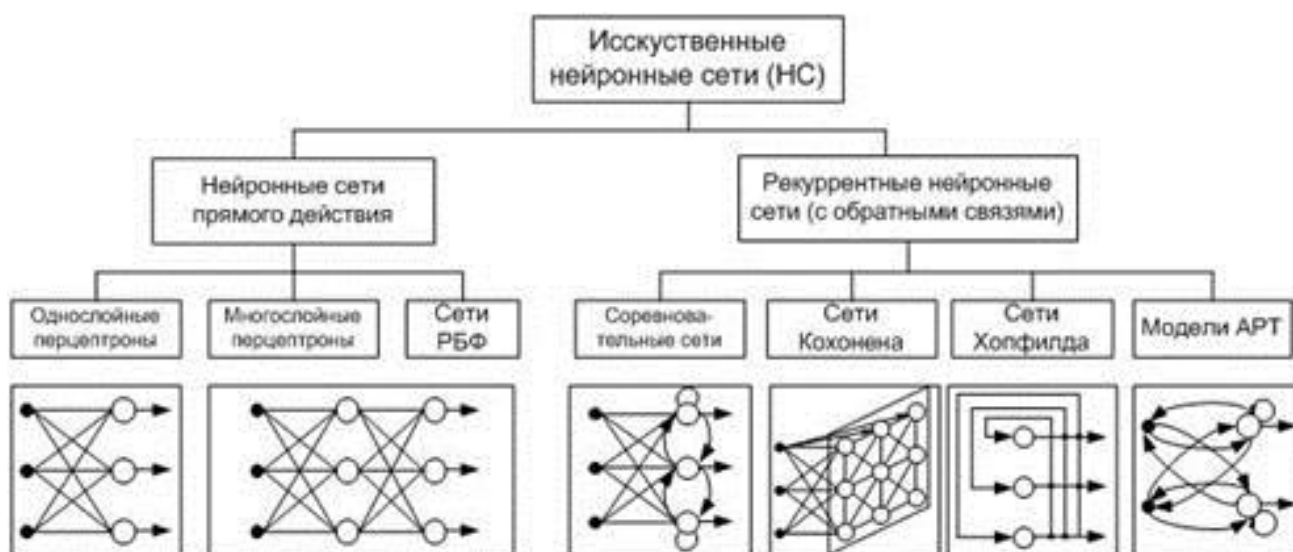 Исскуственные
нейронные сети (НС)
Нейронные сети
прямого действия
Рекуррентные нейронные
сети (с обратными связями)
Однослойные
перцептроны
Многослойные
перцептроны
Сети
РБФ
Соревнова-
тельные сети
Сети
Кохонена
Сети
Хопфилда
Модели АРТ